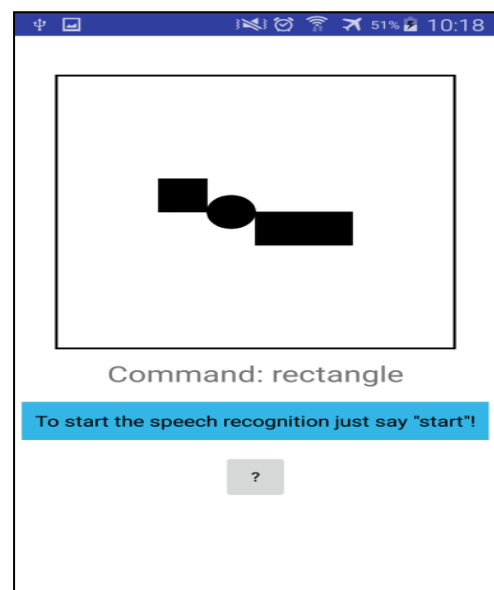 51% 10:18
Command: rectangle
To start the speech recognition just say "start"!
?